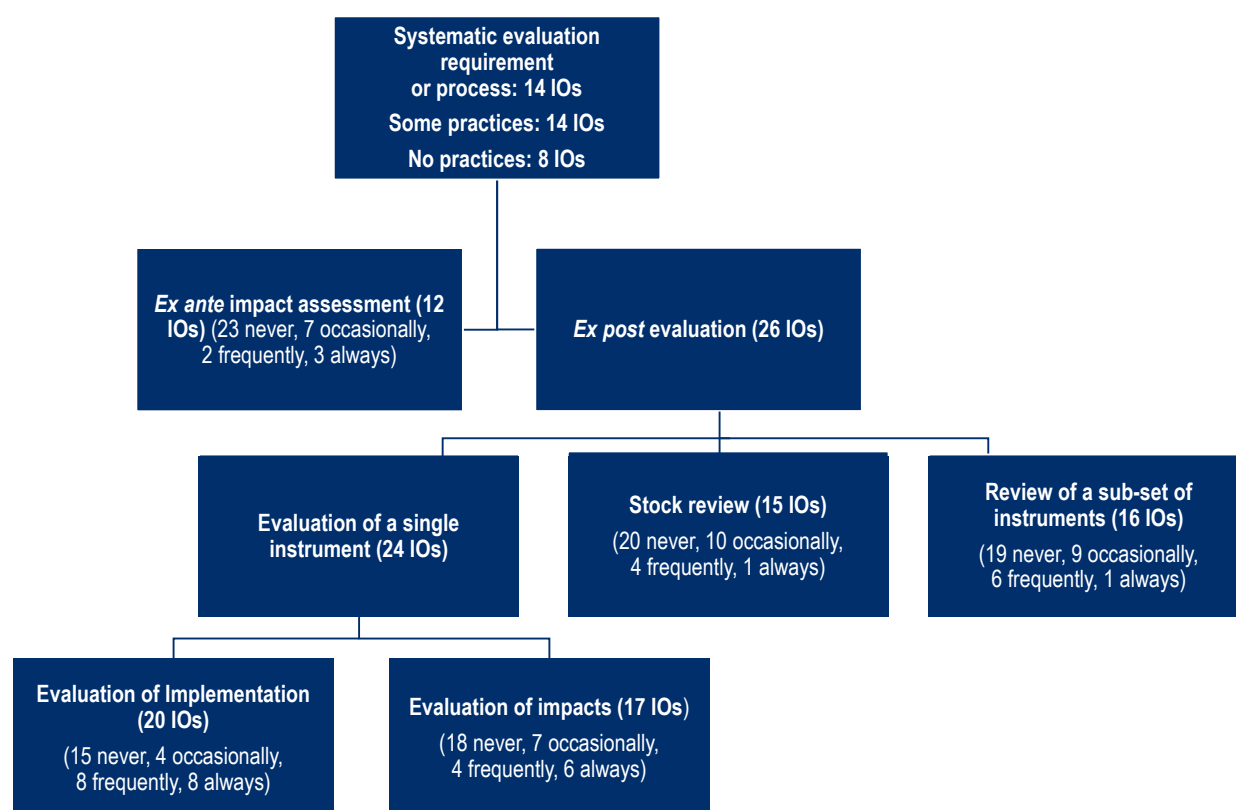 Systematic evaluation
requirement
or process: 14 IOs
Some practices: 14 IOs
No practices: 8 IOs
Ex ante impact assessment (12
IOs) (23 never, 7 occasionally,
2 frequently, 3 always)
Ex post evaluation (26 IOs)
Evaluation of a single
instrument (24 IOs)
Stock review (15 IOs)
(20 never, 10 occasionally,
4 frequently, 1 always)
Review of a sub-set of
instruments (16 IOs)
(19 never, 9 occasionally,
6 frequently, 1 always)
Evaluation of Implementation
(20 IOs)
(15 never, 4 occasionally,
8 frequently, 8 always)
Evaluation of impacts (17 IOs)
(18 never, 7 occasionally,
4 frequently, 6 always)